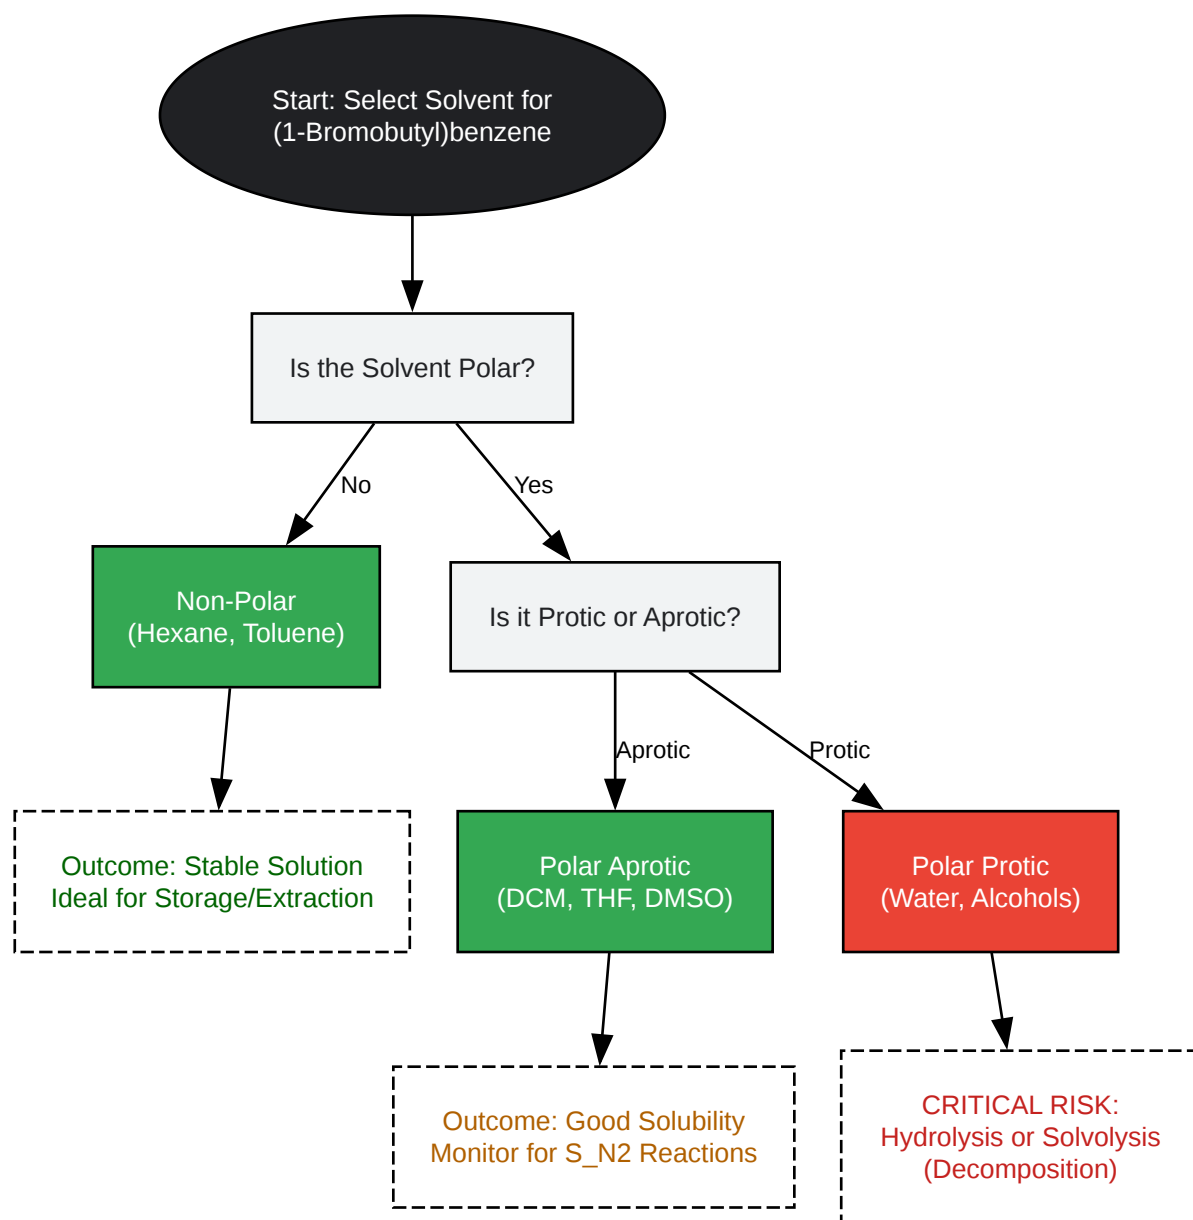 Start: Select Solvent for
(1-Bromobutyl)benzene
Is the Solvent Polar?
No
Yes
Non-Polar
(Hexane, Toluene)
Is it Protic or Aprotic?
Aprotic
Protic
Outcome: Stable Solution
Ideal for Storage/Extraction
Polar Aprotic
(DCM, THF, DMSO)
Polar Protic
(Water, Alcohols)
Outcome: Good Solubility
Monitor for S_N2 Reactions
CRITICAL RISK:
Hydrolysis or Solvolysis
(Decomposition)